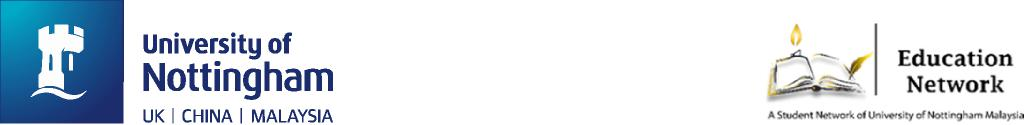 University of
Nottingham
UK | CHINA | MALAYSIA
Education
Network
A Student Network of University of Nottingham Malaysia